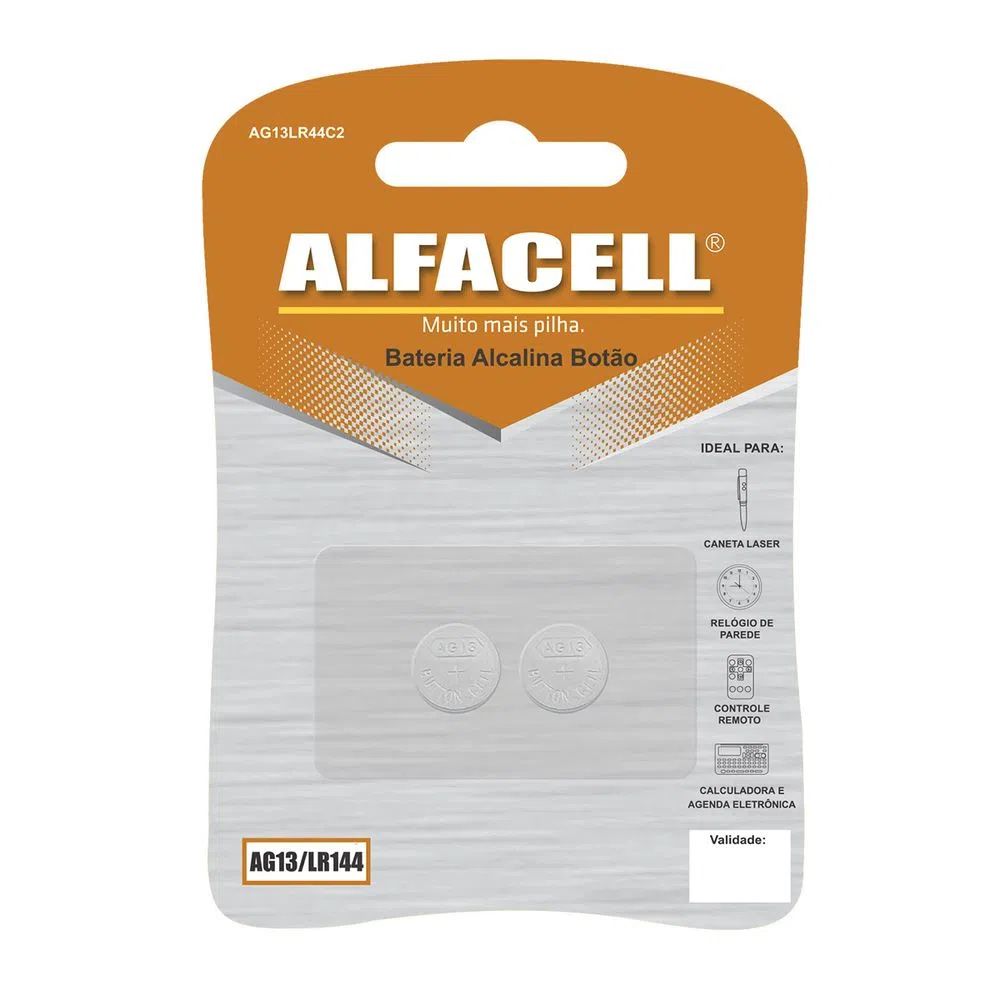 AG13LR44C2
ALFACELL®
Muito mais pilha.
Bateria Alcalina Botão
IDEAL PARA:
CANETA LASER
RELÓGIO DE
PAREDE
CONTROLE
REMOTO
CALCULADORA E
AGENDA ELETRÔNICA
AG13
+
BUTTON CELL
AG13
+
BUTTON CELL
AG13/LR144
Validade: